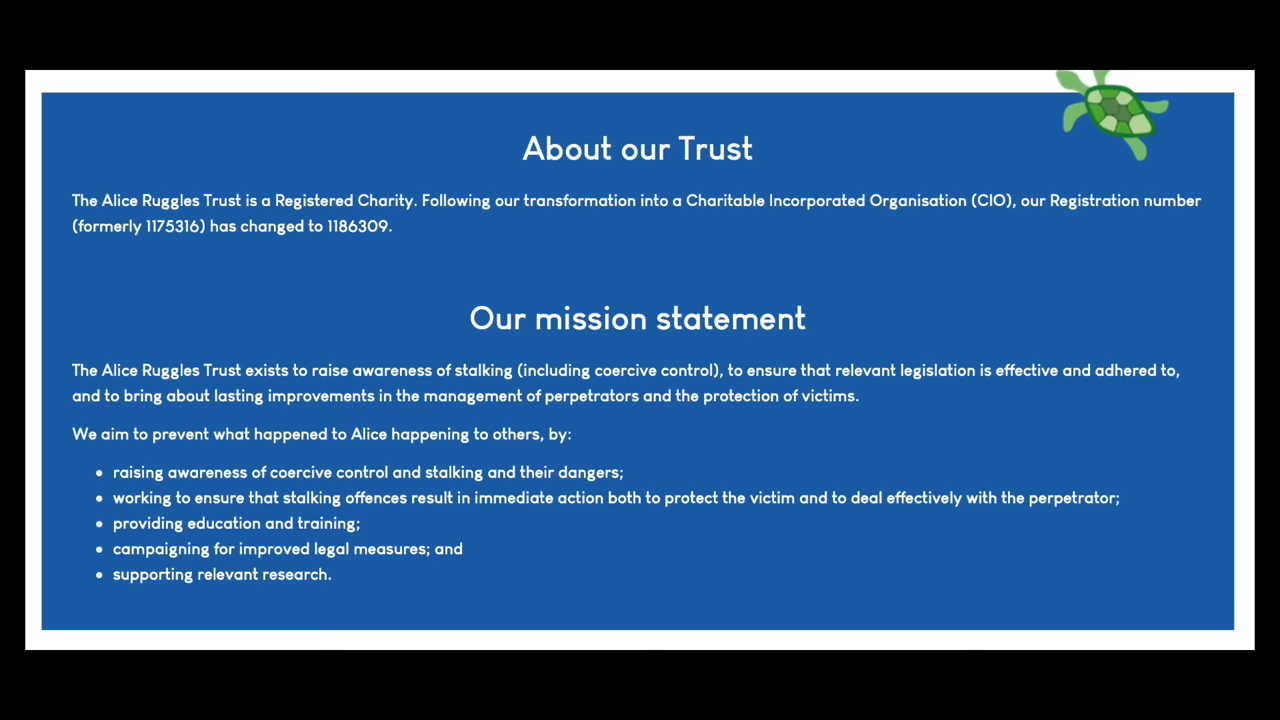 About our Trust
The Alice Ruggles Trust is a Registered Charity. Following our transformation into a Charitable Incorporated Organisation (CIO), our Registration number
(formerly 1175316) has changed to 1186309.
Our mission statement
The Alice Ruggles Trust exists to raise awareness of stalking (including coercive control), to ensure that relevant legislation is effective and adhered to,
and to bring about lasting improvements in the management of perpetrators and the protection of victims.
We aim to prevent what happened to Alice happening to others, by:
• raising awareness of coercive control and stalking and their dangers;
• working to ensure that stalking offences result in immediate action both to protect the victim and to deal effectively with the perpetrator;
• providing education and training;
• campaigning for improved legal measures; and
• supporting relevant research.